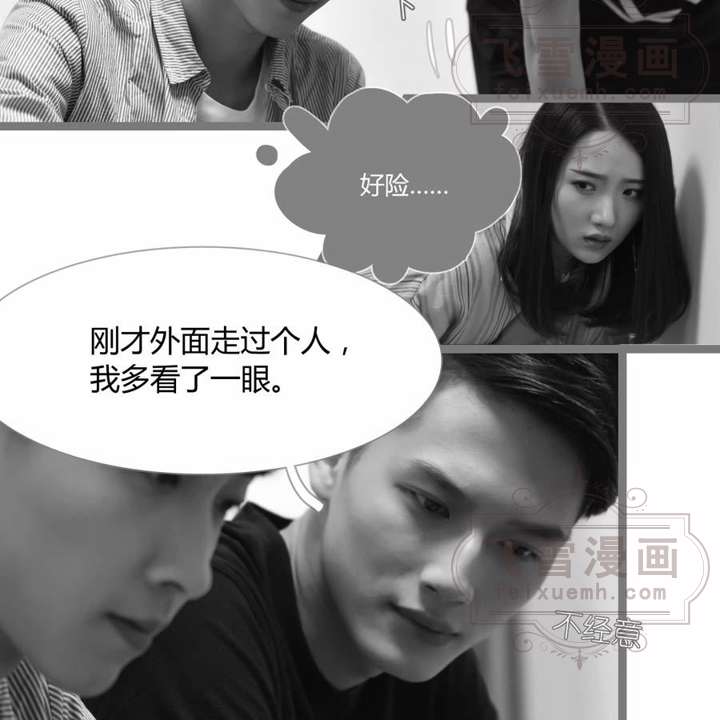 飞雪漫画
feixuemh.com
好险……
刚才外面走过个人，
我多看了一眼。
飞雪漫画
feixuemh.com
不经意